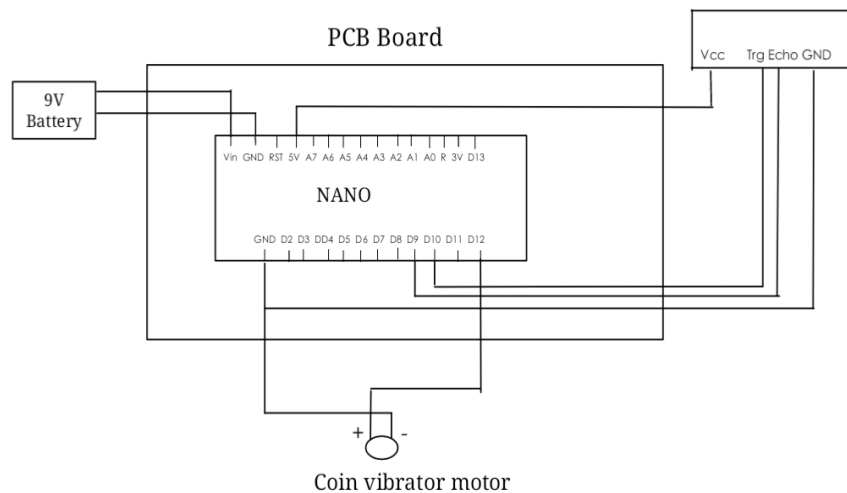 PCB Board
Vcc Trg Echo GND
9V
Battery
Vin GND RST 5V A7 A6 A5 A4 A3 A2 A1 A0 R 3V D13
NANO
GND D2 D3 DD4 D5 D6 D7 D8 D9 D10 D11 D12
+ -
Coin vibrator motor